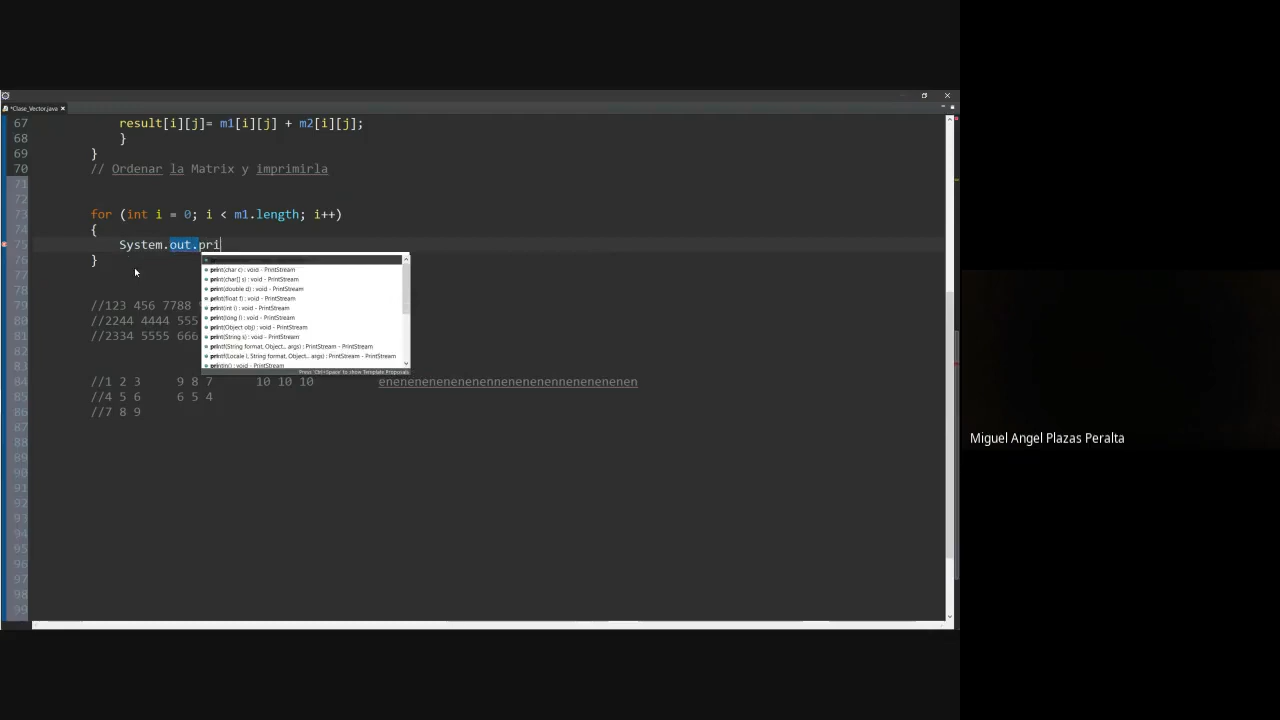 *Clase_Vector.java
67 result[i][j]= m1[i][j] + m2[i][j];
68 }
69 }
70 // Ordenar la Matrix y imprimirla
71
72
73 for (int i = 0; i < m1.length; i++)
74 {
75 System.out.pri
76 }
print(char c) : void - PrintStream
print(char[] s) : void - PrintStream
77
print(double d) : void - PrintStream
78
print(float f) : void - PrintStream
79 //123 456 7788
print(int i) : void - PrintStream
80 //2244 4444 555
print(long l) : void - PrintStream
print(Object obj) : void - PrintStream
81 //2334 5555 666
print(String s) : void - PrintStream
82
printf(String format, Object... args) : PrintStream - PrintStream
printf(Locale l, String format, Object... args) : PrintStream - PrintStream
83
println() : void - PrintStream
Press 'Ctrl+Space' to show Template Proposals
84 //1 2 3 9 8 7 10 10 10 enenenenenenenennenenenennenenenenen
85 //4 5 6 6 5 4
86 //7 8 9
87
88
89
90
91
92
93
94
95
96
97
98
99
Miguel Angel Plazas Peralta